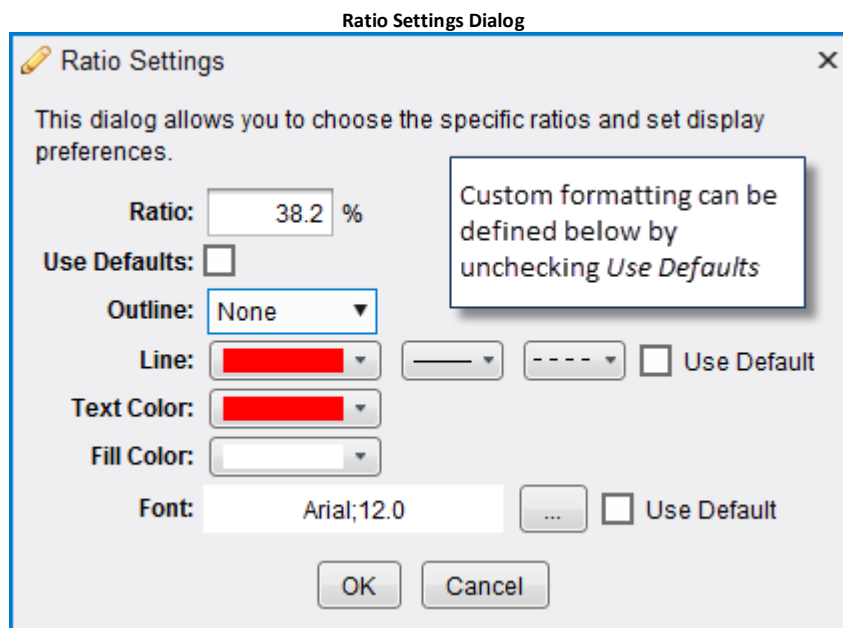 Ratio Settings Dialog
Ratio Settings
This dialog allows you to choose the specific ratios and set display
preferences.
Custom formatting can be
defined below by
unchecking Use Defaults
Ratio: 38.2 %
Use Defaults:
Outline: None
Line: Use Default
Text Color:
Fill Color:
Font: Arial;12.0 ... Use Default
OK Cancel